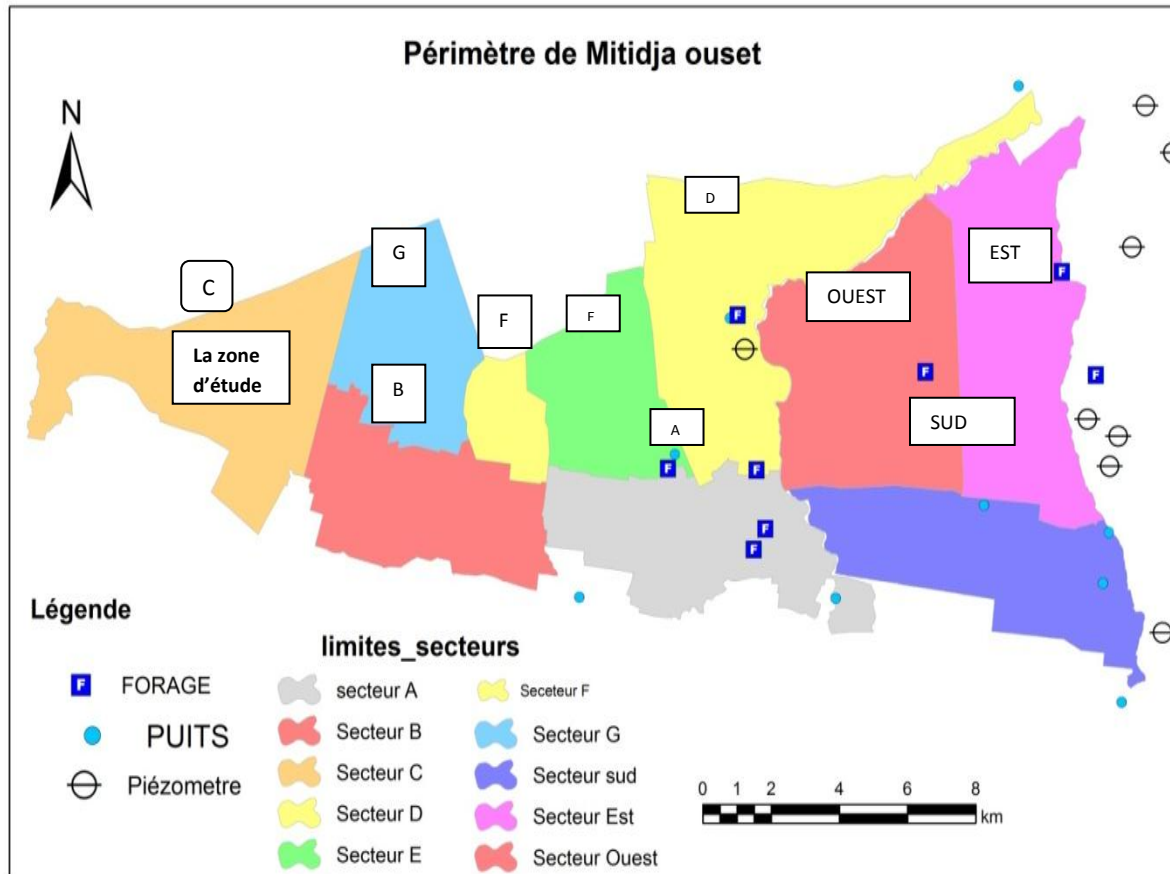 Périmètre de Mitidja ouset
N
D
G
EST
C
OUEST
F
F
La zone
d'étude
B
A
SUD
F
F
F
F
F
F
F
F
Légende
F FORAGE
PUITS
Piézometre
limites_secteurs
secteur A
Secteur B
Secteur C
Secteur D
Secteur E
Seceteur F
Secteur G
Secteur sud
Secteur Est
Secteur Ouest
0 1 2 4 6 8
km